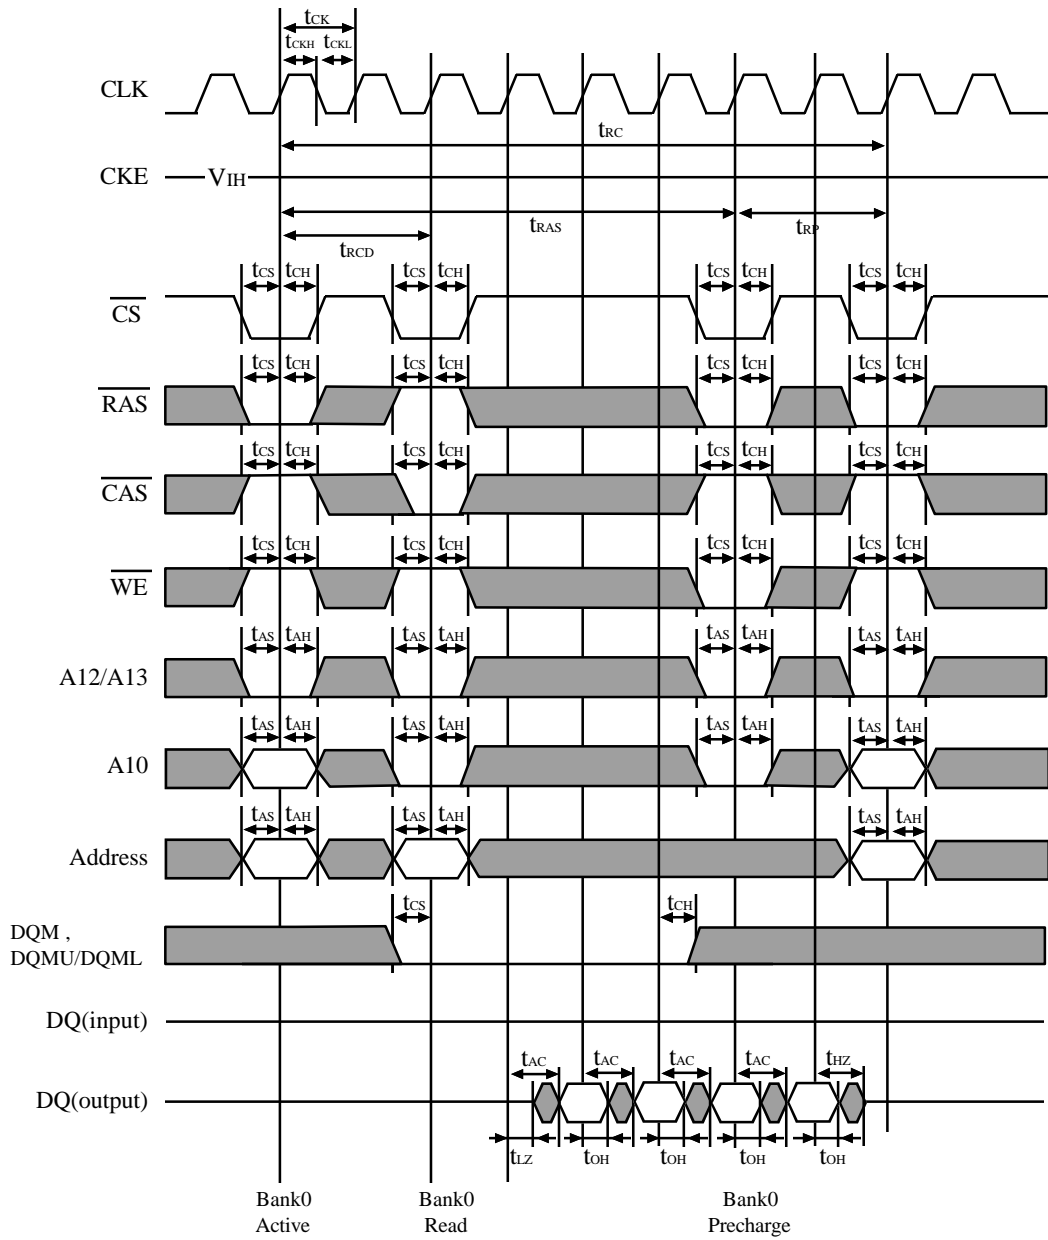 tCK
tCKH tCKL
CLK
tRC
CKE VIH
tRAS tRP
tRCD
tCS tCH tCS tCH tCS tCH tCS tCH
CS
tCS tCH tCS tCH tCS tCH tCS tCH
RAS
tCS tCH tCS tCH tCS tCH tCS tCH
CAS
tCS tCH tCS tCH tCS tCH tCS tCH
WE
tAS tAH tAS tAH tAS tAH tAS tAH
A12/A13
tAS tAH tAS tAH tAS tAH tAS tAH
A10
tAS tAH tAS tAH tAS tAH
Address
tCS tCH
DQM ,
DQMU/DQML
DQ(input)
tAC tAC tAC tAC tHZ
DQ(output)
tLZ tOH tOH tOH tOH
Bank0 Bank0 Bank0
Active Read Precharge